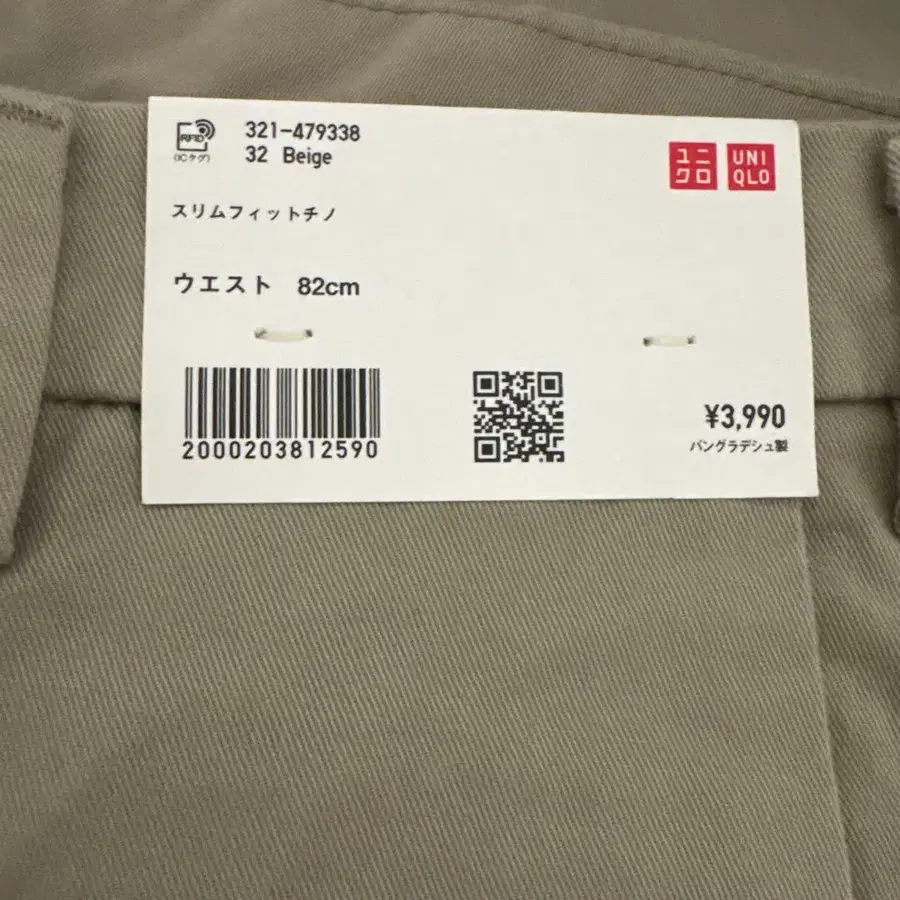 RFID
(ICタグ)
321-479338
32 Beige
ユニ
クロ
UNI
QLO
スリムフィットチノ
ウエスト 82cm
2000203812590
¥3,990
バングラデシュ製